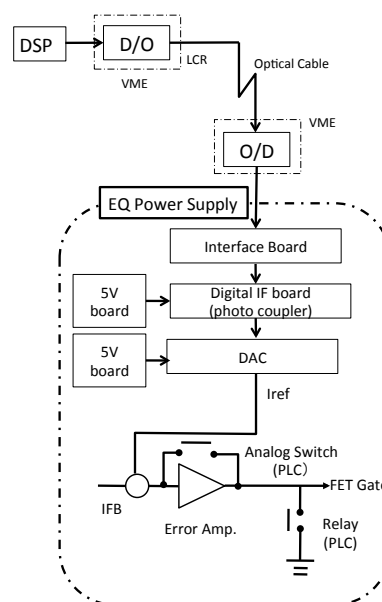 DSP
D/O
LCR
VME
Optical Cable
VME
O/D
EQ Power Supply
Interface Board
5V
board
Digital IF board
(photo coupler)
5V
board
DAC
Iref
Analog Switch
(PLC)
FET Gate
IFB
Error Amp.
Relay
(PLC)